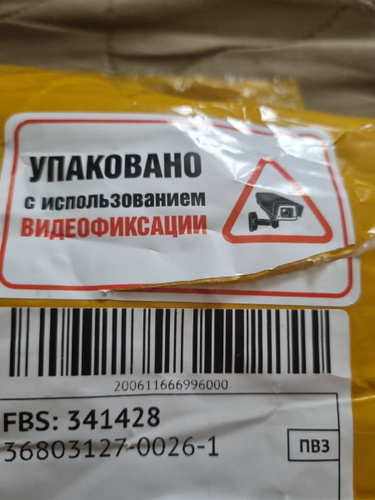 УПАКОВАНО
с использованием
ВИДЕОФИКСАЦИИ
200611666996000
FBS: 341428
36803127-0026-1
ПВЗ